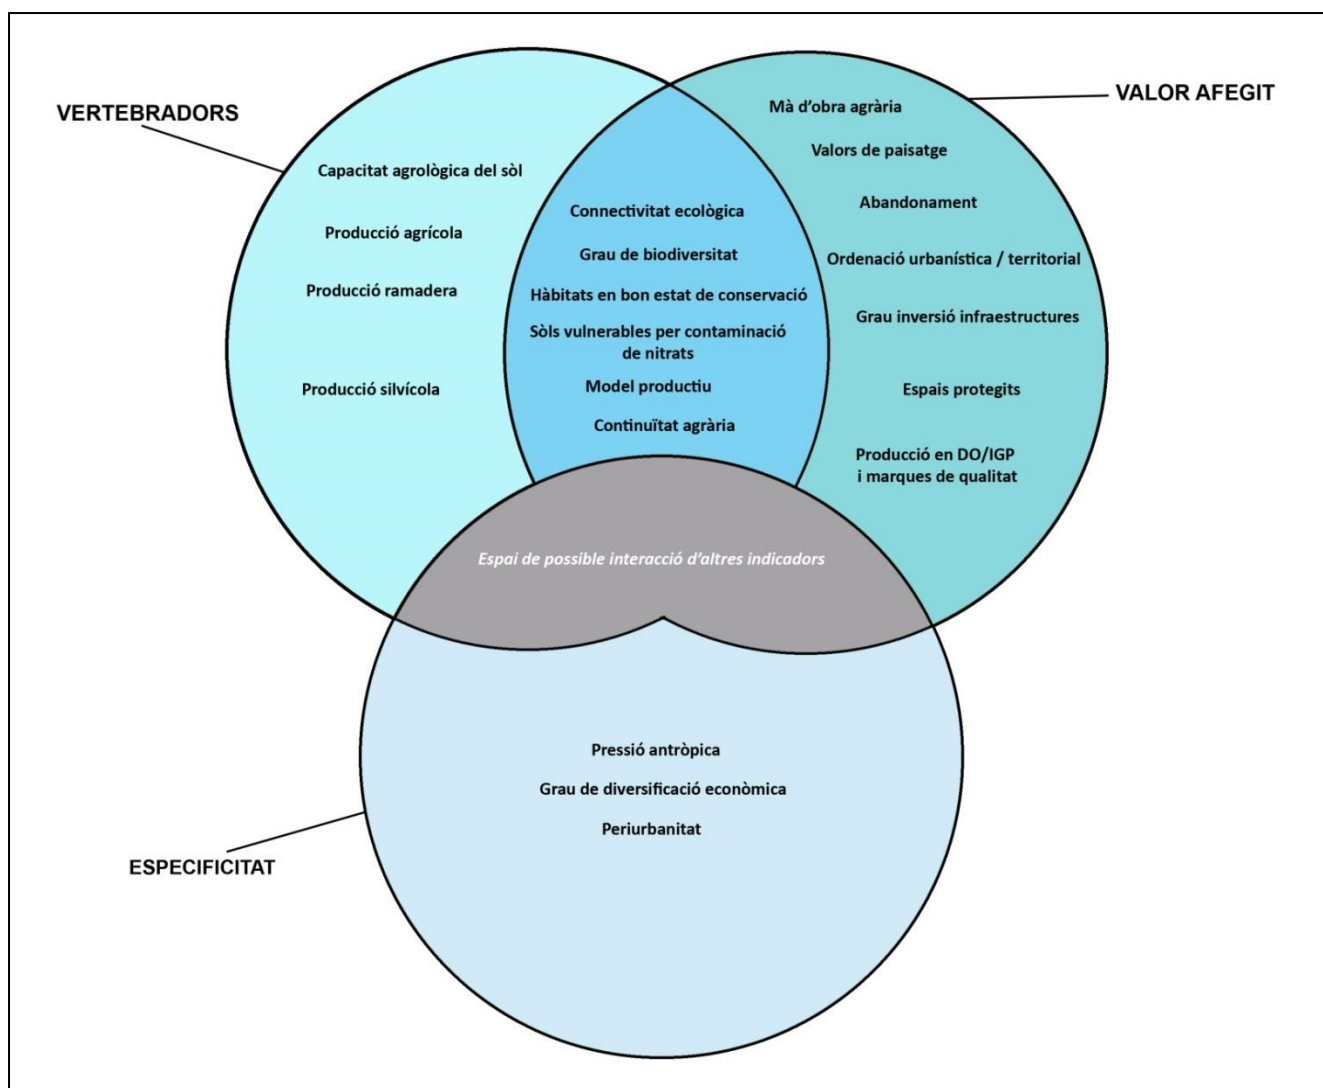 VERTEBRADORS
VALOR AFEGIT
Capacitat agrològica del sòl
Producció agrícola
Producció ramadera
Producció silvícola
Connectivitat ecològica
Grau de biodiversitat
Hàbitats en bon estat de conservació
Sòls vulnerables per contaminació
de nitrats
Model productiu
Continuïtat agrària
Mà d'obra agrària
Valors de paisatge
Abandonament
Ordenació urbanística / territorial
Grau inversió infraestructures
Espais protegits
Producció en DO/IGP
i marques de qualitat
Espai de possible interacció d'altres indicadors
Pressió antròpica
Grau de diversificació econòmica
Periurbanitat
ESPECIFICITAT